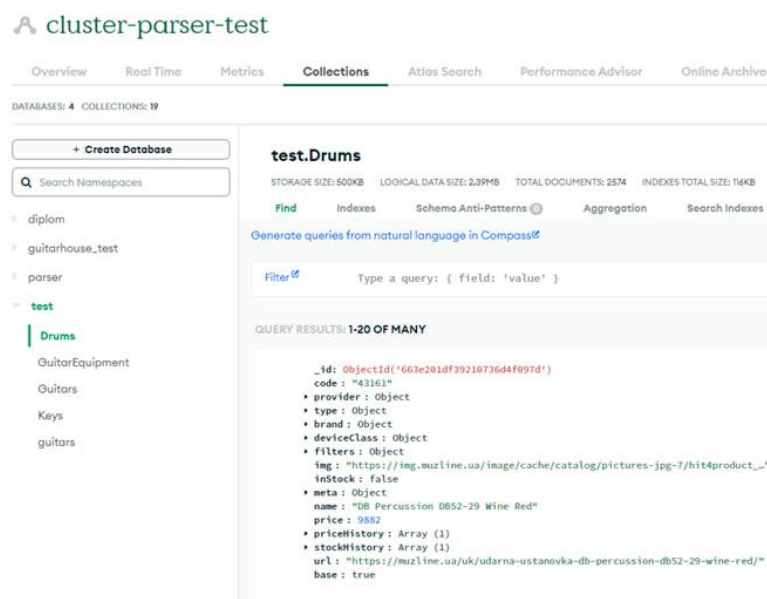 cluster-parser-test
Overview Real Time Metrics Collections Atlas Search Performance Advisor Online Archive
DATABASES: 4 COLLECTIONS: 19
+ Create Database
Search Namespaces
diplom
guitarhouse_test
parser
test
Drums
GuitarEquipment
Guitars
Keys
guitars
test.Drums
STORAGE SIZE: 500KB LOGICAL DATA SIZE: 2.39MB TOTAL DOCUMENTS: 2574 INDEXES TOTAL SIZE: 116KB
Find Indexes Schema Anti-Patterns 0 Aggregation Search Indexes
Generate queries from natural language in Compass
Filter Type a query: { field: 'value' }
QUERY RESULTS: 1-20 OF MANY
_id: ObjectId('663e201df39210736d4f097d')
code : "43161"
provider : Object
type : Object
brand : Object
deviceClass : Object
filters : Object
img : "https://img.muzline.ua/image/cache/catalog/pictures-jpg-7/hit4product_…"
inStock : false
meta : Object
name : "DB Percussion DB52-29 Wine Red"
price : 9882
priceHistory : Array (1)
stockHistory : Array (1)
url : "https://muzline.ua/uk/udarna-ustanovka-db-percussion-db52-29-wine-red/"
base : true